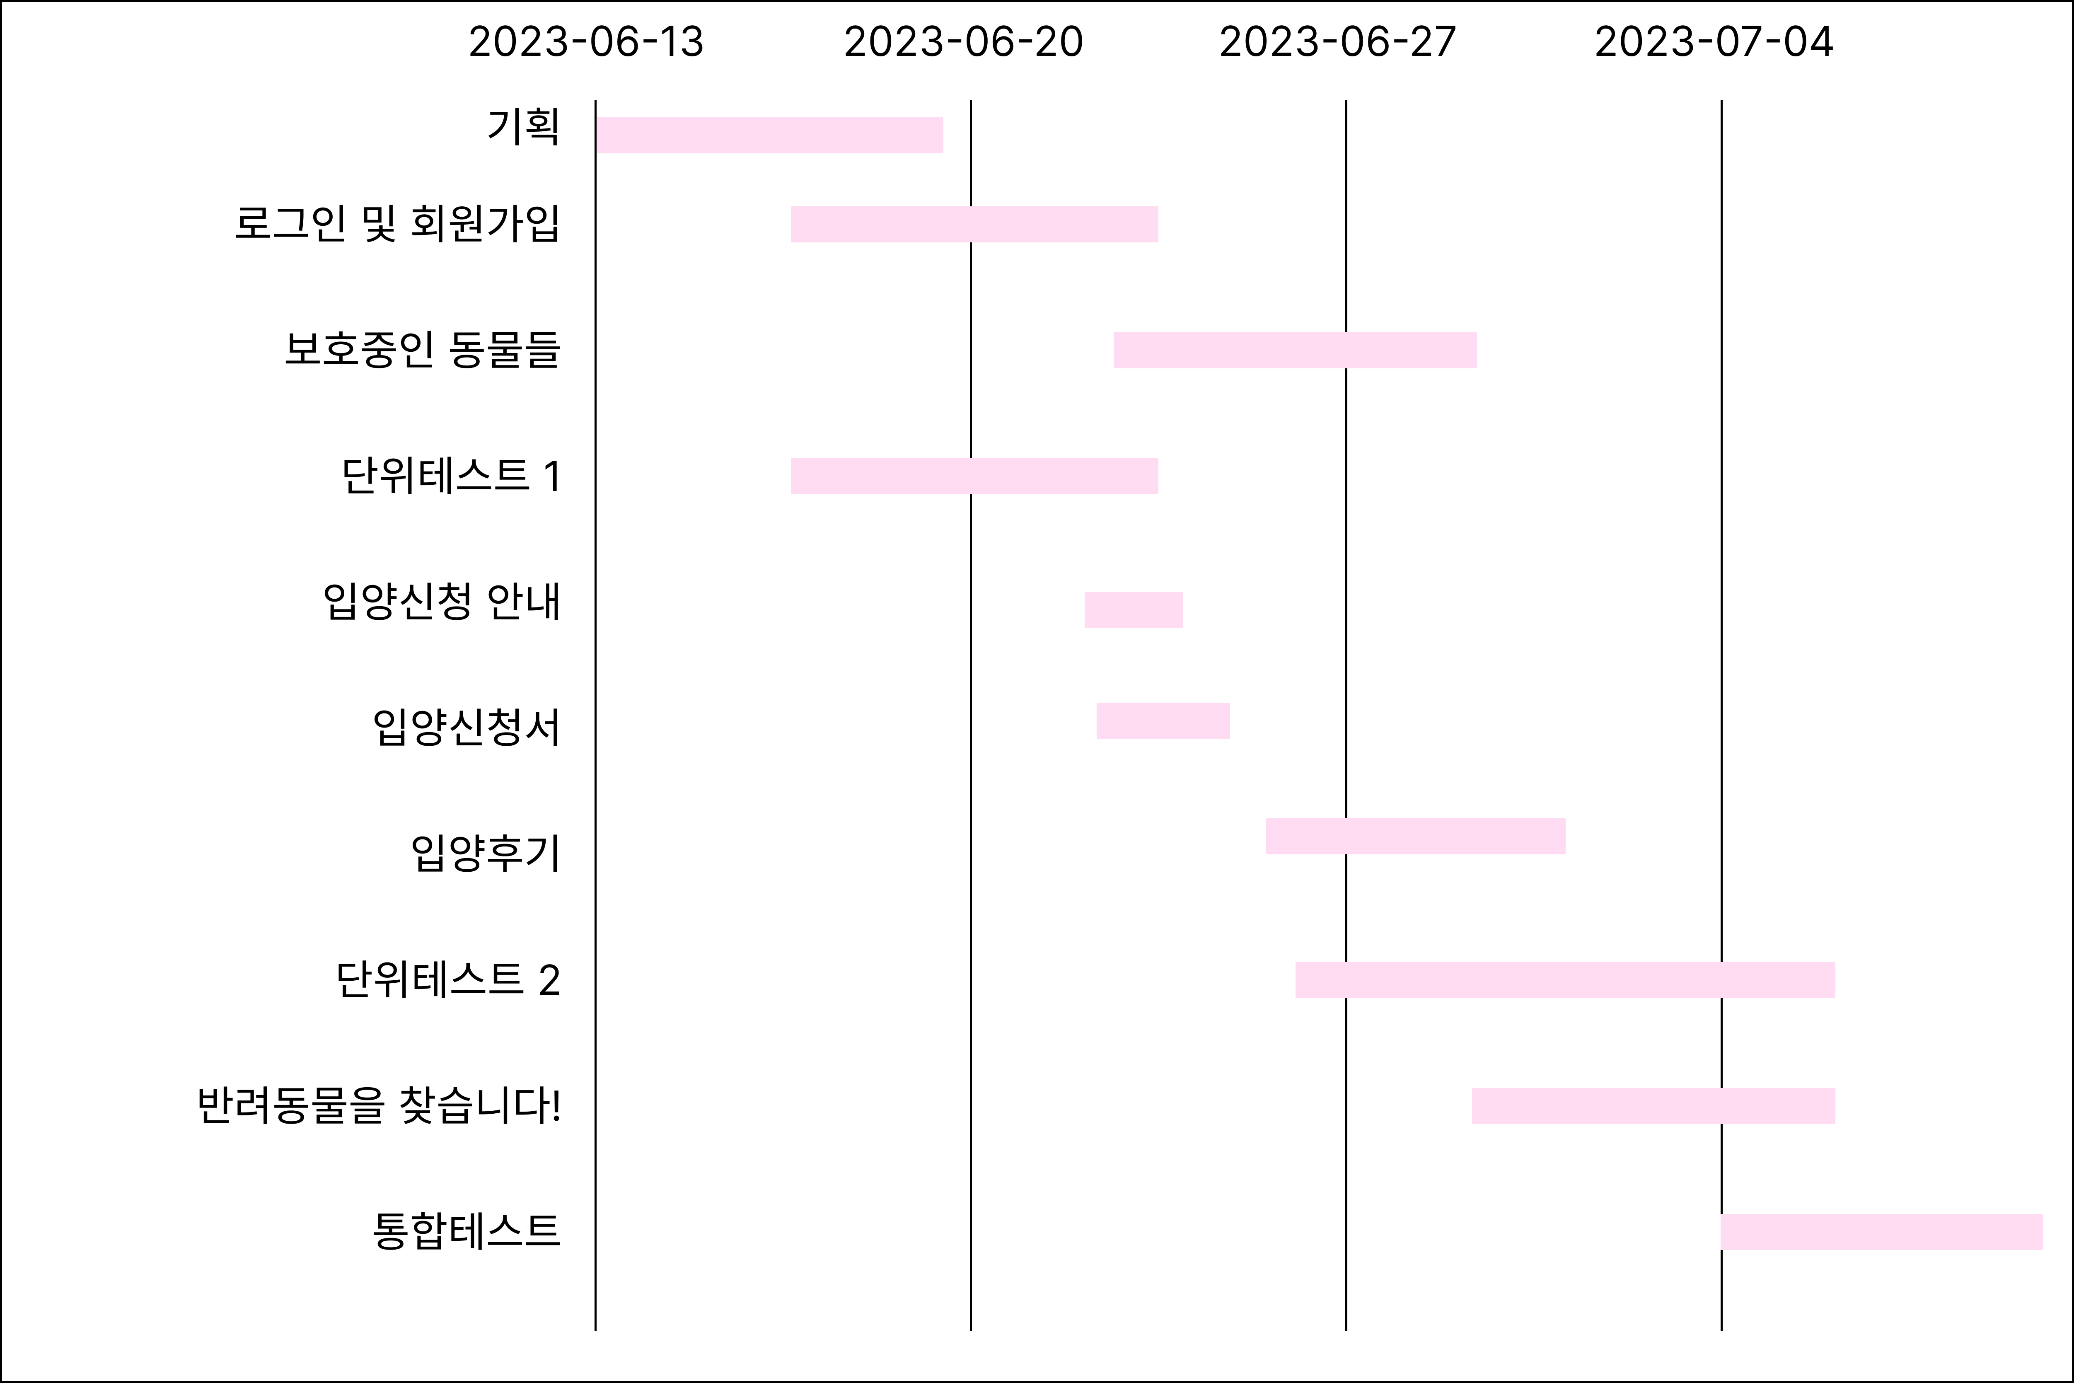 2023-06-13 2023-06-20 2023-06-27 2023-07-04
기획
로그인 및 회원가입
보호중인 동물들
단위테스트 1
입양신청 안내
입양신청서
입양후기
단위테스트 2
반려동물을 찾습니다!
통합테스트